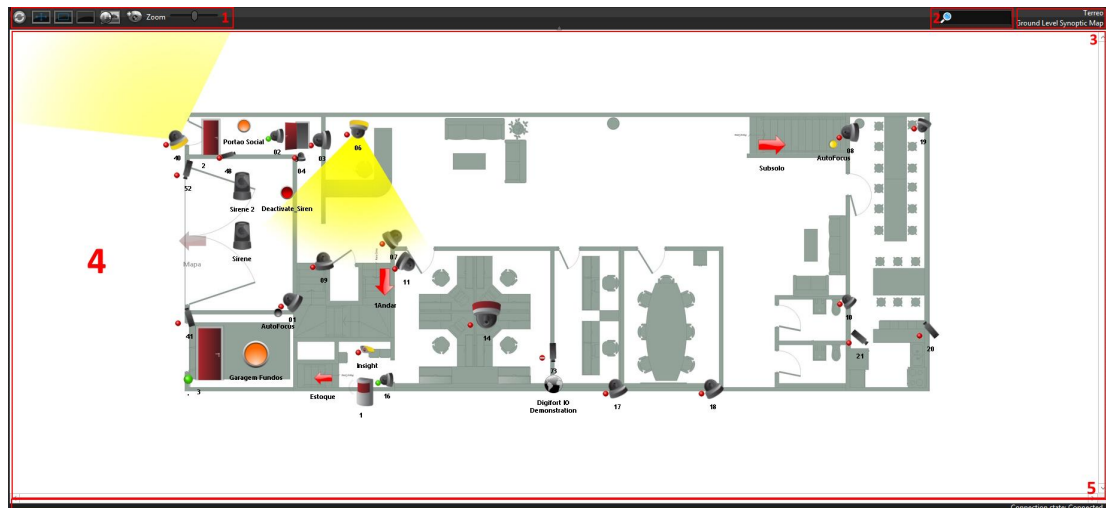 Zoom
1
2
Terreo
Ground Level Synoptic Map
3
Portao Social
02
03
06
40
2
48
04
52
Sirene 2
Deactivate_Siren
Subsolo
AutoFocus
08
19
4
Mapa
Sirene
09
07
11
1Andar
01
AutoFocus
41
14
10
21
20
Garagem Fundos
3
Insight
Estoque
1
16
73
Digifort IO
Demonstration
17
18
5
Connection state: Connected